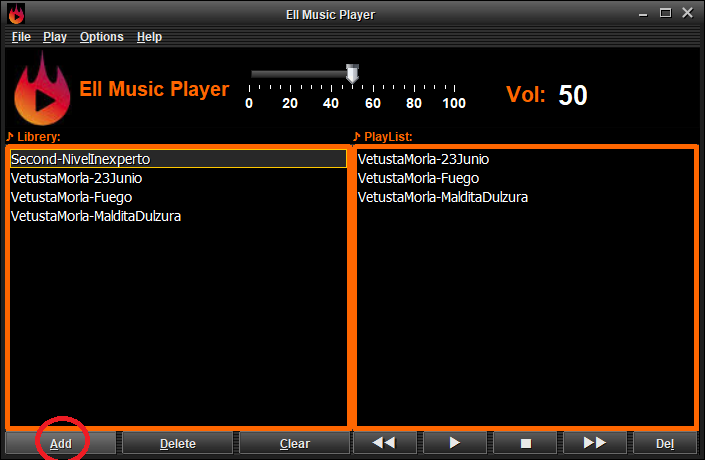 Ell Music Player
File Play Options Help
Ell Music Player
0 20 40 60 80 100
Vol: 50
♪ Librery:
Second-NivelInexperto
VetustaMorla-23Junio
VetustaMorla-Fuego
VetustaMorla-MalditaDulzura
♪ PlayList:
VetustaMorla-23Junio
VetustaMorla-Fuego
VetustaMorla-MalditaDulzura
Add Delete Clear Del